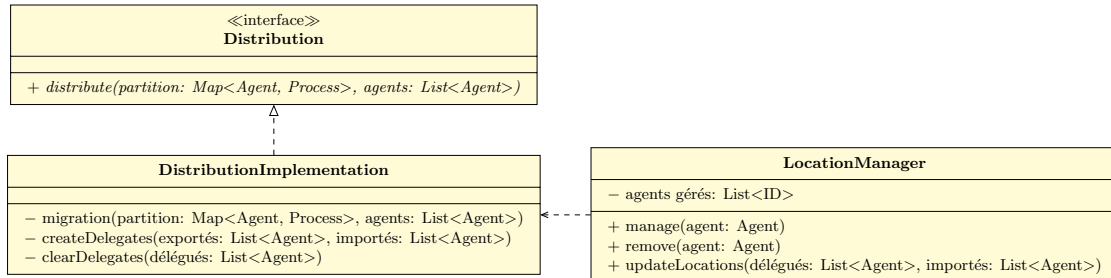 ≪interface≫
Distribution
+ distribute(partition: Map<Agent, Process>, agents: List<Agent>)
DistributionImplementation
− migration(partition: Map<Agent, Process>, agents: List<Agent>)
− createDelegates(exportés: List<Agent>, importés: List<Agent>)
− clearDelegates(délégués: List<Agent>)
LocationManager
− agents gérés: List<ID>
+ manage(agent: Agent)
+ remove(agent: Agent)
+ updateLocations(délégués: List<Agent>, importés: List<Agent>)